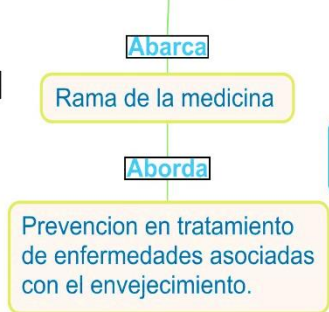 Abarca
Rama de la medicina
Aborda
Prevencion en tratamiento
de enfermedades asociadas
con el envejecimiento.